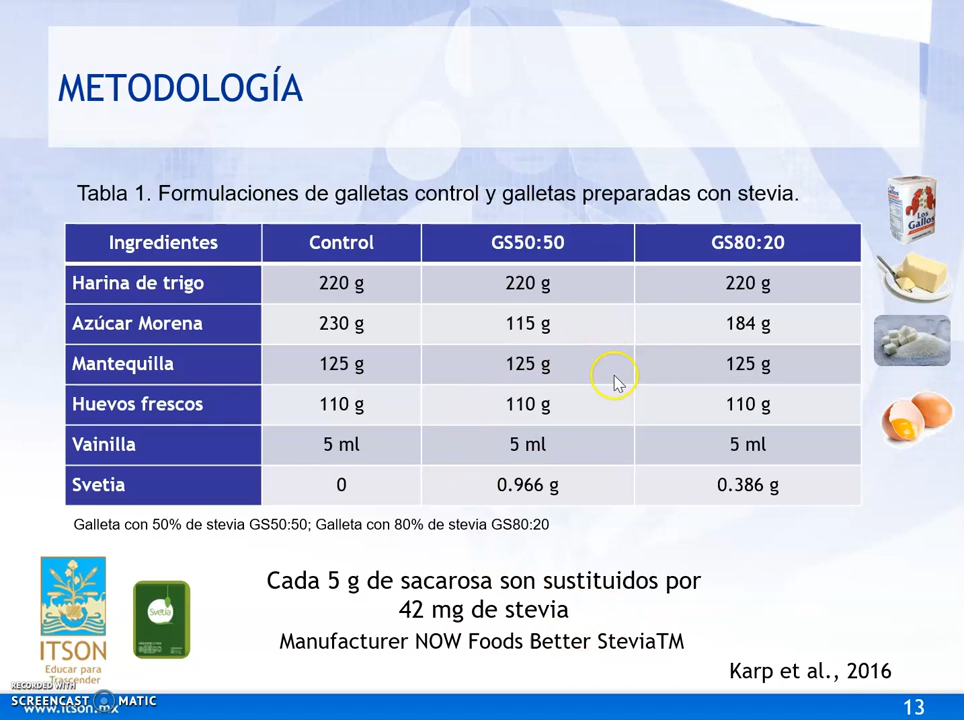 METODOLOGÍA
Tabla 1. Formulaciones de galletas control y galletas preparadas con stevia.
Ingredientes Control GS50:50 GS80:20
Harina de trigo 220 g 220 g 220 g
Azúcar Morena 230 g 115 g 184 g
Mantequilla 125 g 125 g 125 g
Huevos frescos 110 g 110 g 110 g
Vainilla 5 ml 5 ml 5 ml
Svetia 0 0.966 g 0.386 g
Galleta con 50% de stevia GS50:50; Galleta con 80% de stevia GS80:20
Cada 5 g de sacarosa son sustituidos por
42 mg de stevia
Manufacturer NOW Foods Better SteviaTM
Karp et al., 2016
Los
Gallos
Svetia
ITSON
Educar para
Trascender
RECORDED WITH
SCREENCAST MATIC
www.itson.mx
13